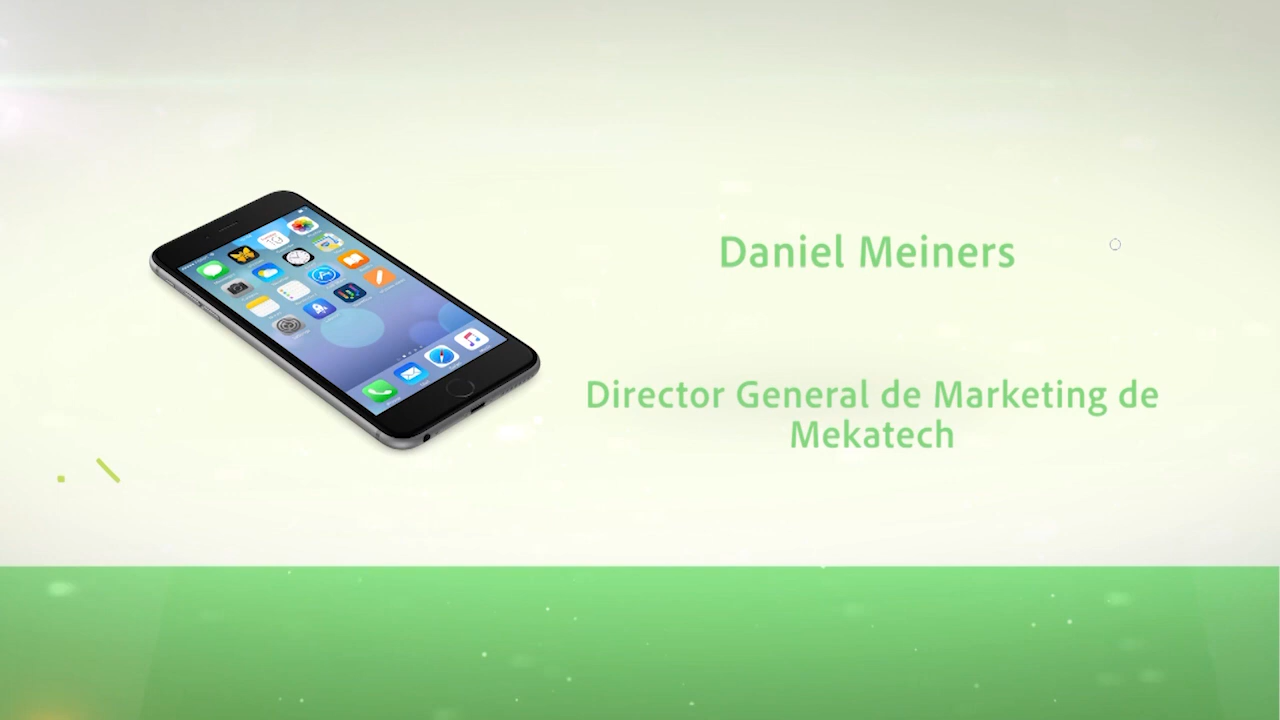 Daniel Meiners
Director General de Marketing de
Mekatech